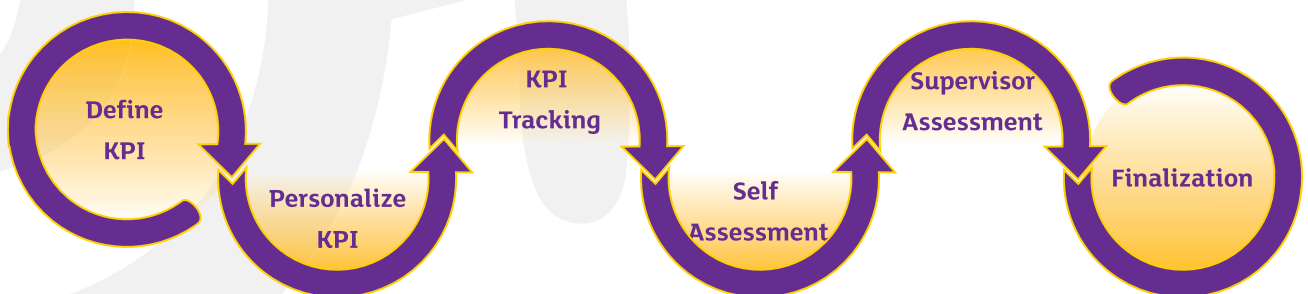 Define
KPI
Personalize
KPI
KPI
Tracking
Self
Assessment
Supervisor
Assessment
Finalization